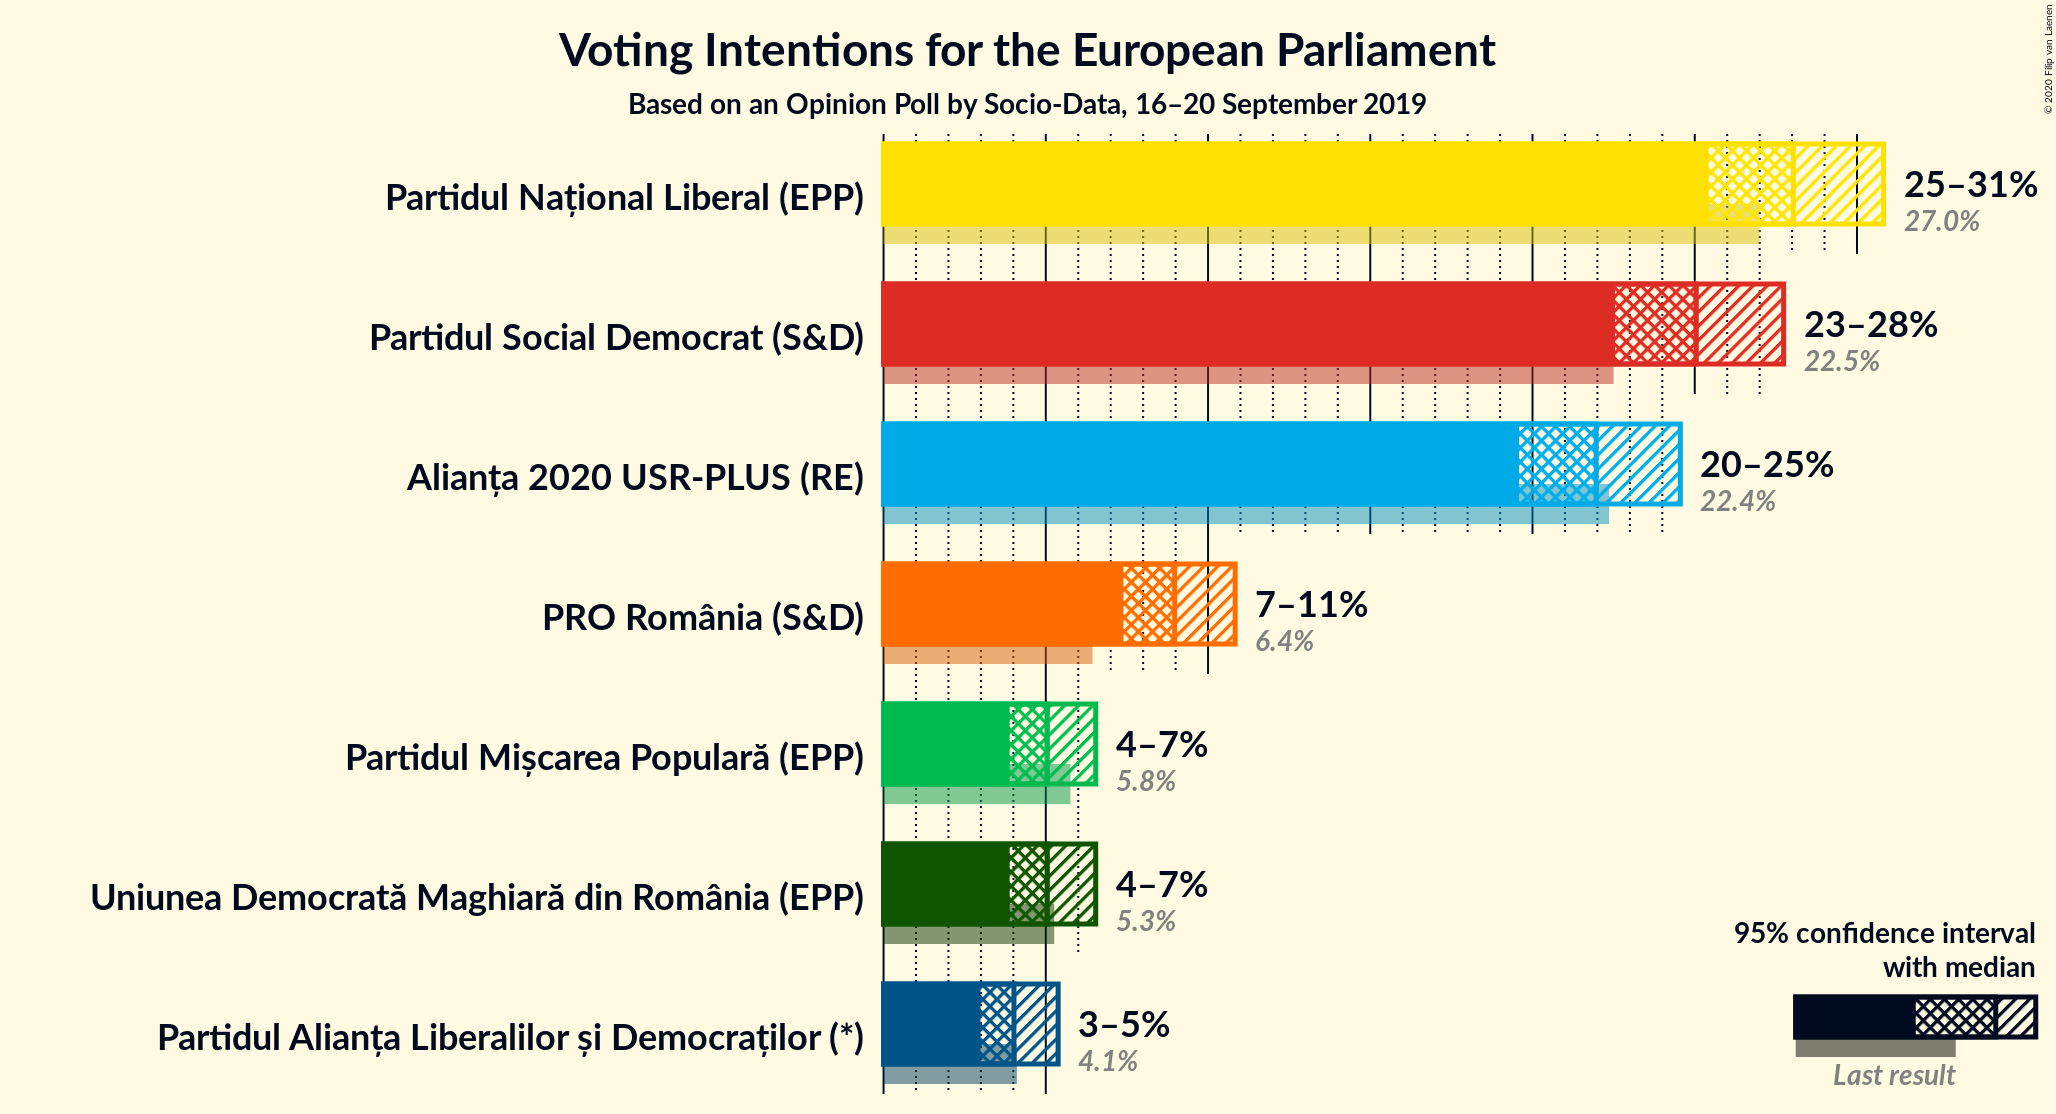 Voting Intentions for the European Parliament
Based on an Opinion Poll by Socio-Data, 16–20 September 2019
© 2020 Filip van Laenen
Partidul Național Liberal (EPP)
25–31%
27.0%
Partidul Social Democrat (S&D)
23–28%
22.5%
Alianța 2020 USR-PLUS (RE)
20–25%
22.4%
PRO România (S&D)
7–11%
6.4%
Partidul Mișcarea Populară (EPP)
4–7%
5.8%
Uniunea Democrată Maghiară din România (EPP)
4–7%
5.3%
Partidul Alianța Liberalilor și Democraților (*)
3–5%
4.1%
95% confidence interval
with median
Last result